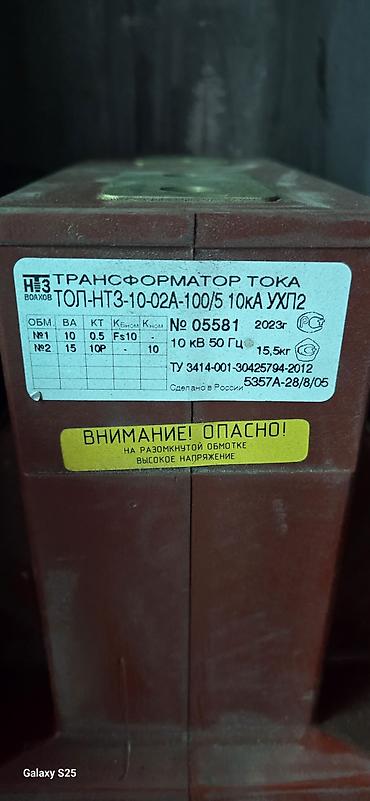 НТЗ
ВОЛХОВ
ТРАНСФОРМАТОР ТОКА
ТОЛ-НТЗ-10-02А-100/5 10кА УХЛ2
ОБМ. ВА КТ Кбном Кном
№1 10 0.5 Fs10 -
№2 15 10Р - 10
№ 05581 2023г
10 кВ 50 Гц 15,5кг
ТУ 3414-001-30425794-2012
Сделано в России 5357А-28/8/05
ВНИМАНИЕ! ОПАСНО!
НА РАЗОМКНУТОЙ ОБМОТКЕ
ВЫСОКОЕ НАПРЯЖЕНИЕ
Galaxy S25